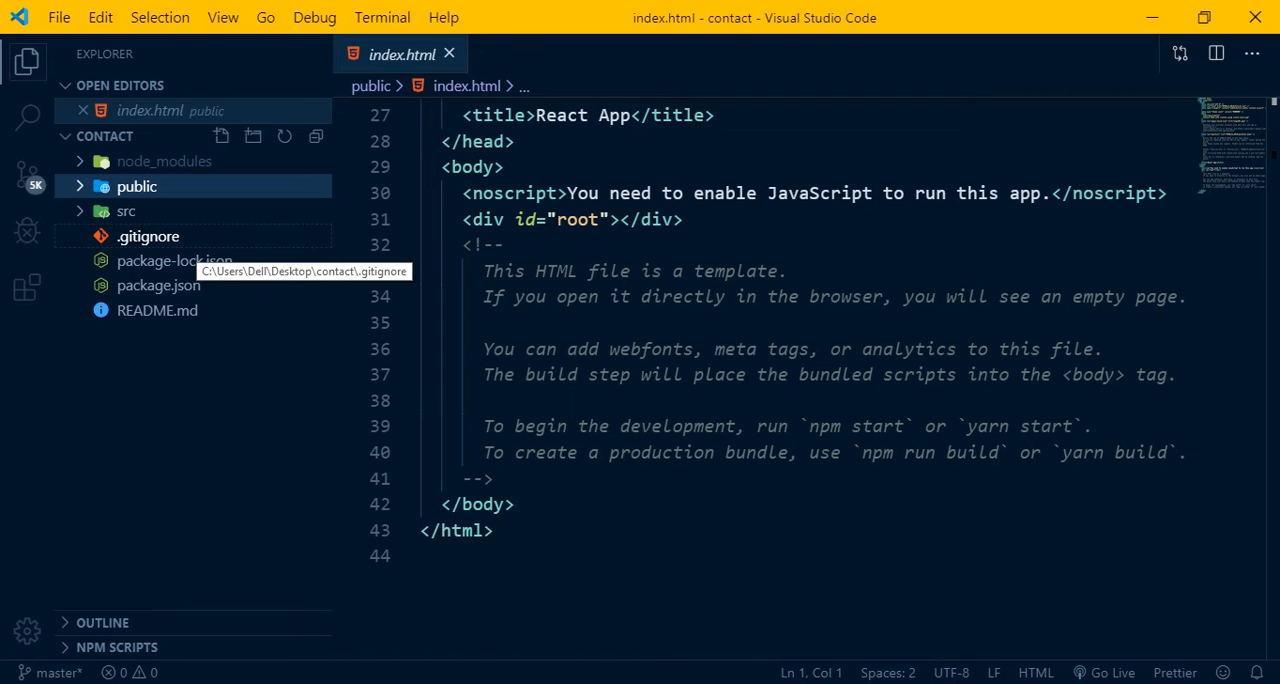 File Edit Selection View Go Debug Terminal Help
index.html - contact - Visual Studio Code
EXPLORER
OPEN EDITORS
index.html public
CONTACT
node_modules
public
src
.gitignore
package-lock.json
C:\Users\Dell\Desktop\contact\.gitignore
package.json
README.md
OUTLINE
NPM SCRIPTS
5K
index.html
public > index.html > ...
27 <title>React App</title>
28 </head>
29 <body>
30 <noscript>You need to enable JavaScript to run this app.</noscript>
31 <div id="root"></div>
32 <!--
This HTML file is a template.
34 If you open it directly in the browser, you will see an empty page.
35
36 You can add webfonts, meta tags, or analytics to this file.
37 The build step will place the bundled scripts into the <body> tag.
38
39 To begin the development, run `npm start` or `yarn start`.
40 To create a production bundle, use `npm run build` or `yarn build`.
41 -->
42 </body>
43 </html>
44
master* 0 0 Ln 1, Col 1 Spaces: 2 UTF-8 LF HTML Go Live Prettier